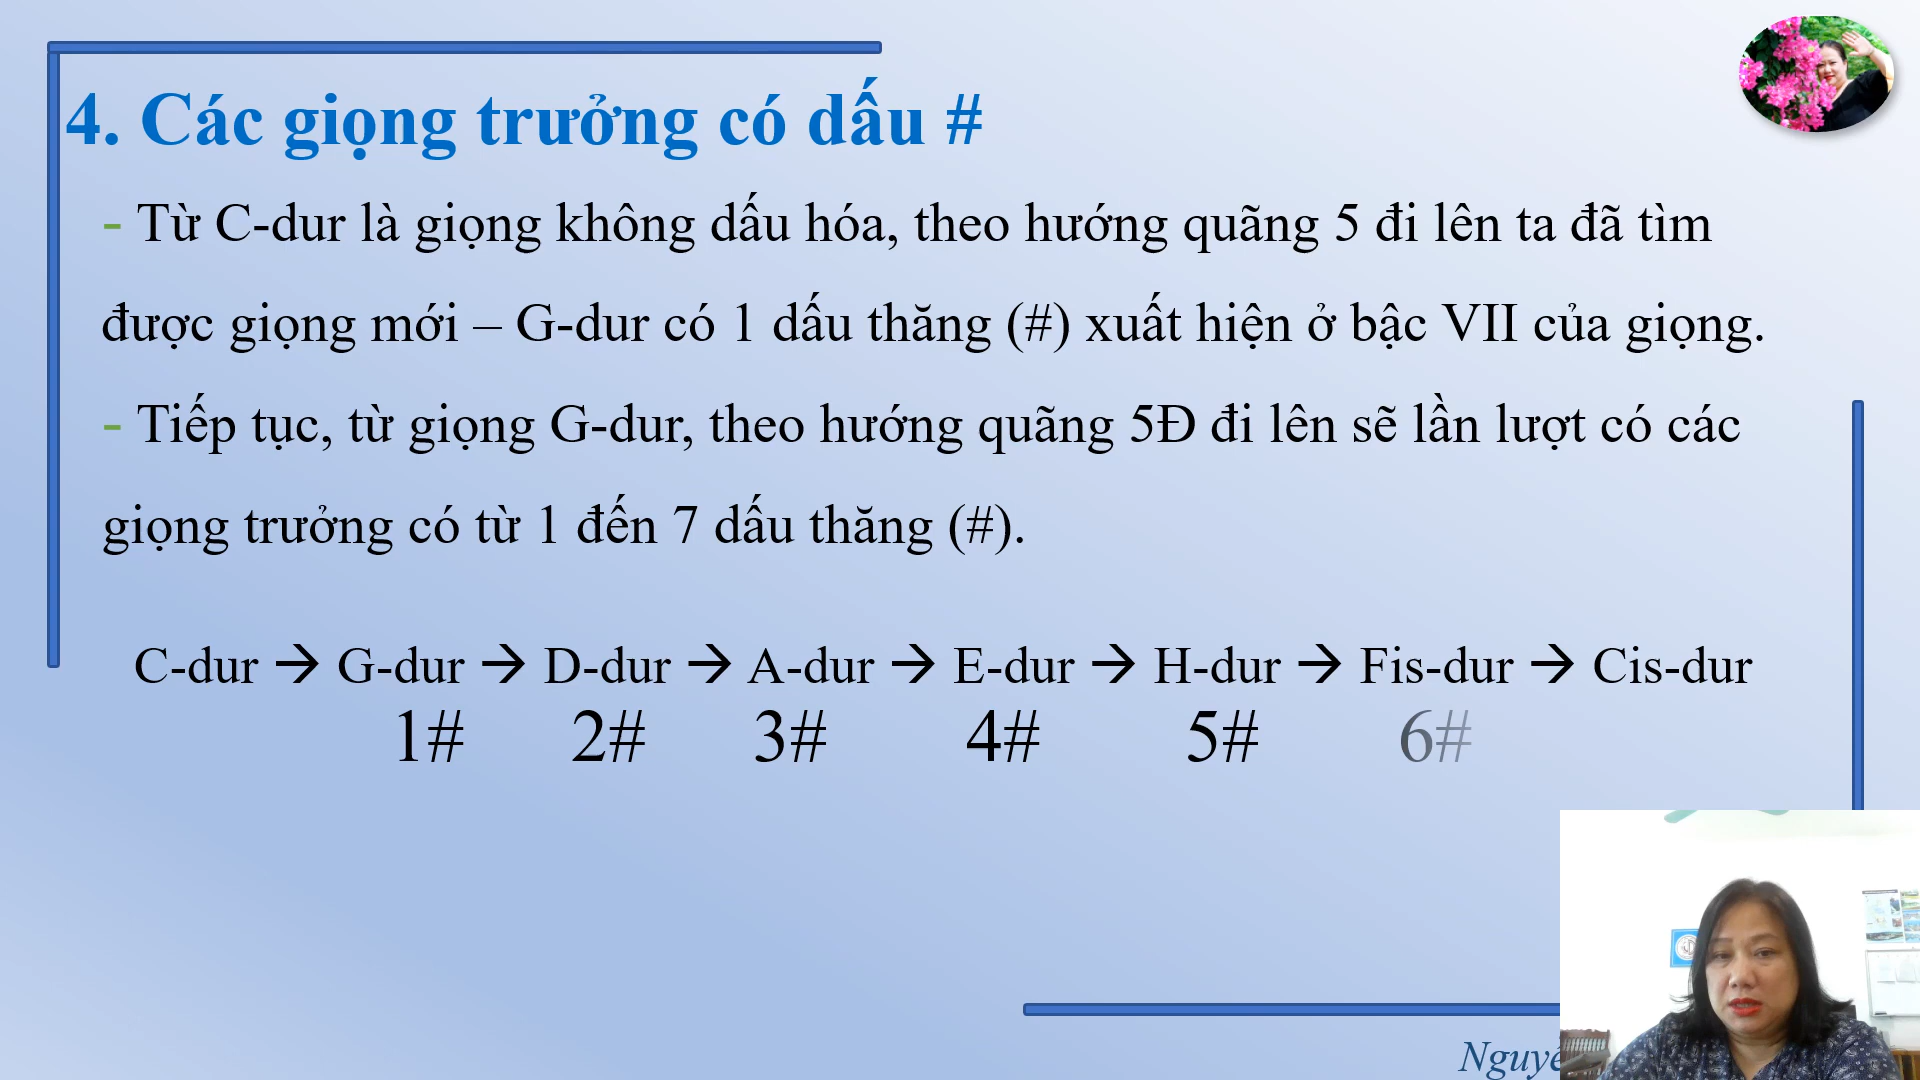 4. Các giọng trưởng có dấu #
- Từ C-dur là giọng không dấu hóa, theo hướng quãng 5 đi lên ta đã tìm
được giọng mới – G-dur có 1 dấu thăng (#) xuất hiện ở bậc VII của giọng.
- Tiếp tục, từ giọng G-dur, theo hướng quãng 5Đ đi lên sẽ lần lượt có các
giọng trưởng có từ 1 đến 7 dấu thăng (#).
C-dur → G-dur → D-dur → A-dur → E-dur → H-dur → Fis-dur → Cis-dur
1# 2# 3# 4# 5# 6#